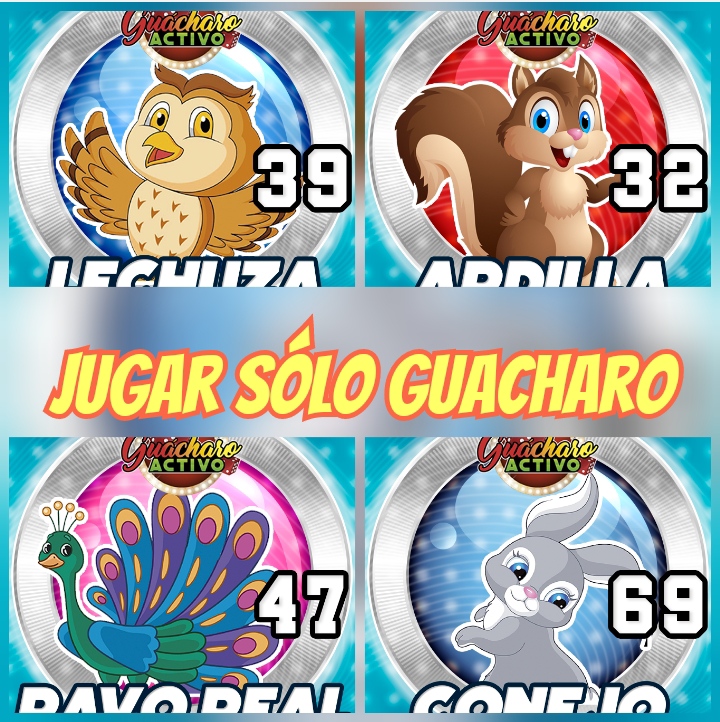 Guacharo
ACTIVO
39
LECHUZA
Guacharo
ACTIVO
32
ARDILLA
JUGAR SÓLO GUACHARO
Guacharo
ACTIVO
47
PAVO REAL
Guacharo
ACTIVO
69
CONEJO